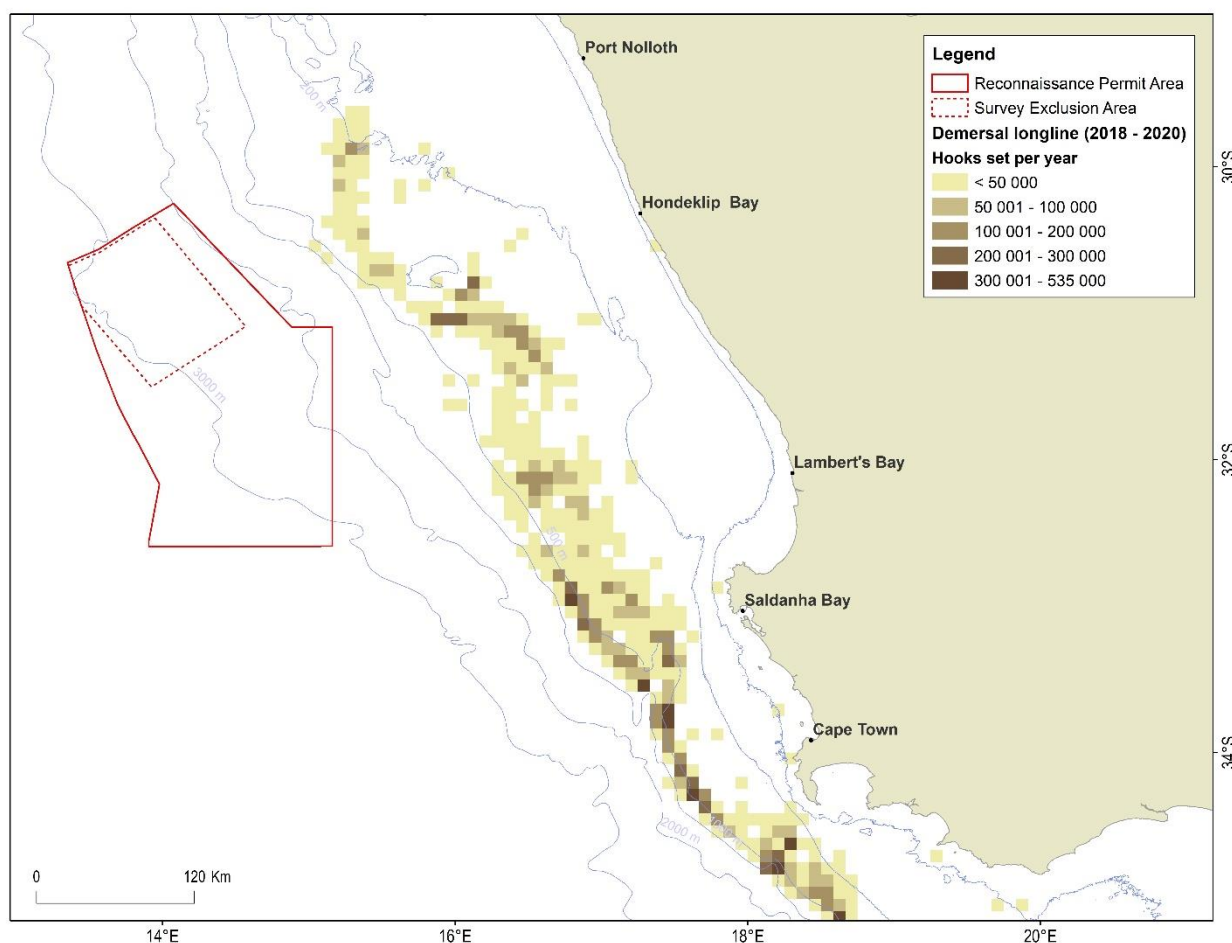 Port Nolloth
Legend
Reconnaissance Permit Area
Survey Exclusion Area
Demersal longline (2018 - 2020)
Hooks set per year
< 50 000
50 001 - 100 000
100 001 - 200 000
200 001 - 300 000
300 001 - 535 000
200 m
30°S
Hondeklip Bay
3000 m
Lambert's Bay
32°S
500 m
Saldanha Bay
Cape Town
34°S
1000 m
2000 m
0 120 Km
14°E 16°E 18°E 20°E